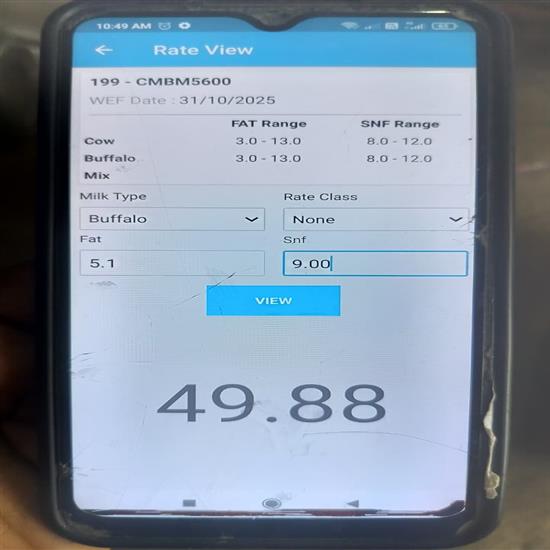 10:49 AM
Rate View
199 - CMBM5600
WEF Date : 31/10/2025
FAT Range SNF Range
Cow 3.0 - 13.0 8.0 - 12.0
Buffalo 3.0 - 13.0 8.0 - 12.0
Mix
Milk Type Rate Class
Buffalo None
Fat Snf
5.1 9.00
VIEW
49.88